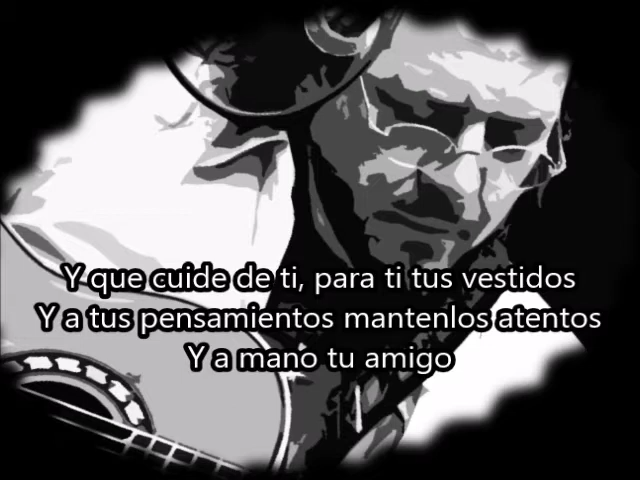 Y que cuide de ti, para ti tus vestidos
Y a tus pensamientos mantenlos atentos
Y a mano tu amigo